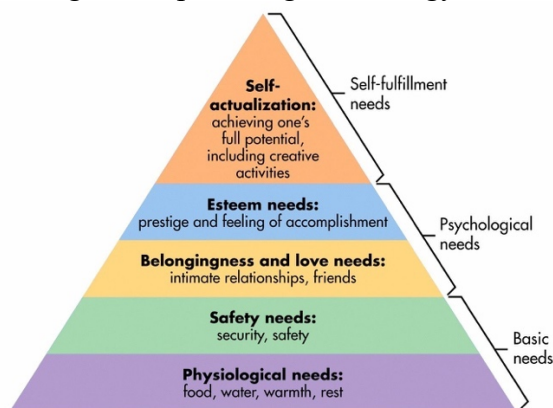 Self-
actualization:
achieving one's
full potential,
including creative
activities
Self-fulfillment
needs
Esteem needs:
prestige and feeling of accomplishment
Psychological
needs
Belongingness and love needs:
intimate relationships, friends
Safety needs:
security, safety
Basic
needs
Physiological needs:
food, water, warmth, rest